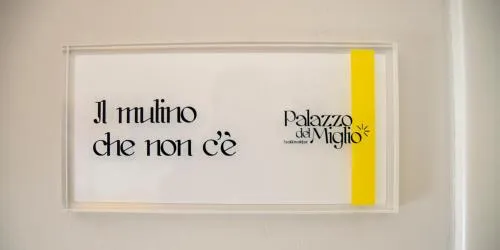 Il mulino
che non c'è
Palazzo
del Miglio